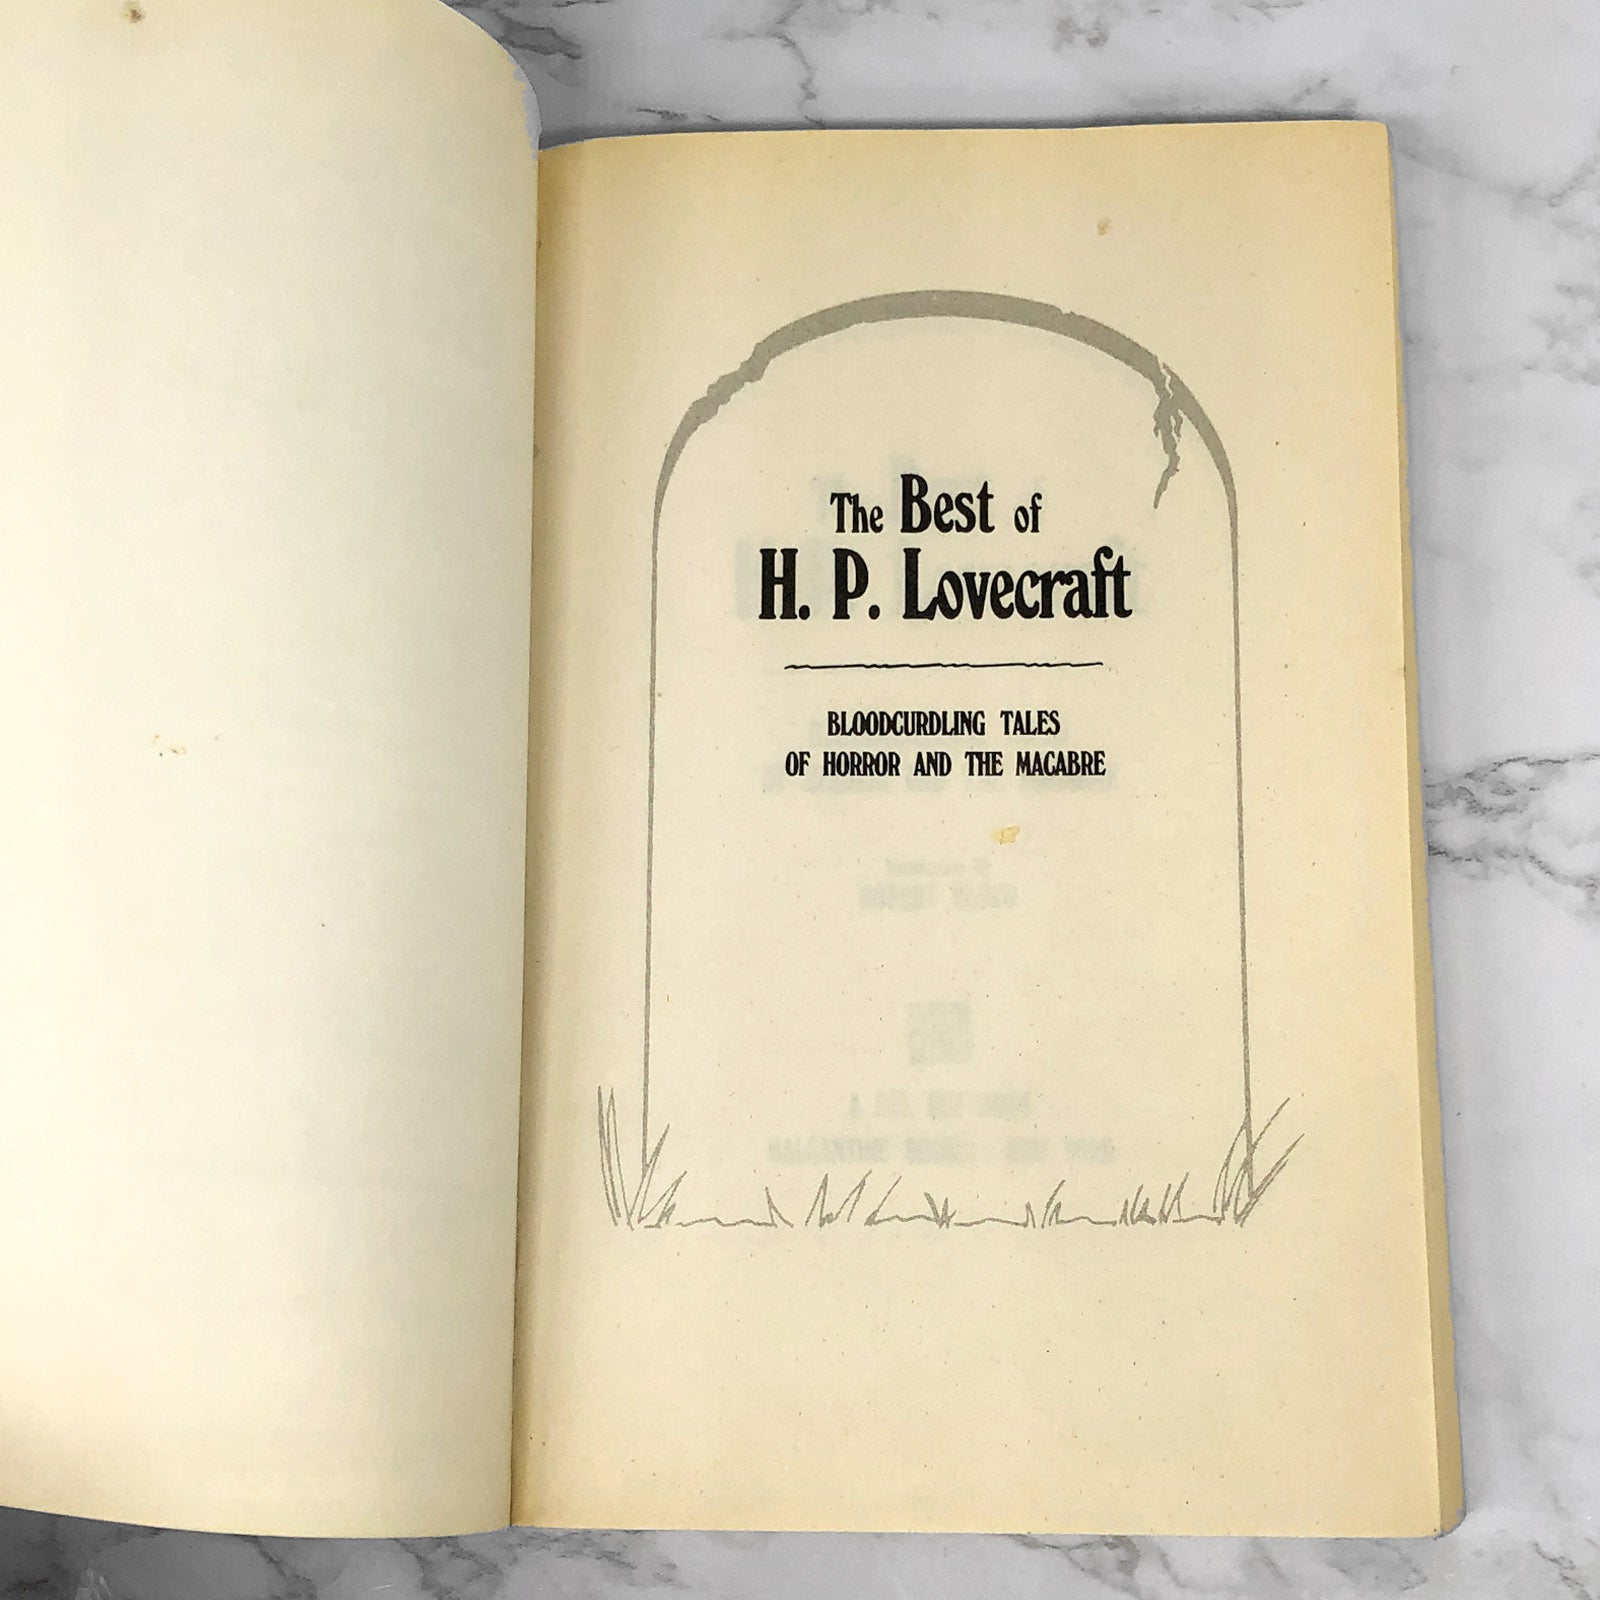 The Best of
H. P. Lovecraft
BLOODCURDLING TALES
OF HORROR AND THE MACABRE